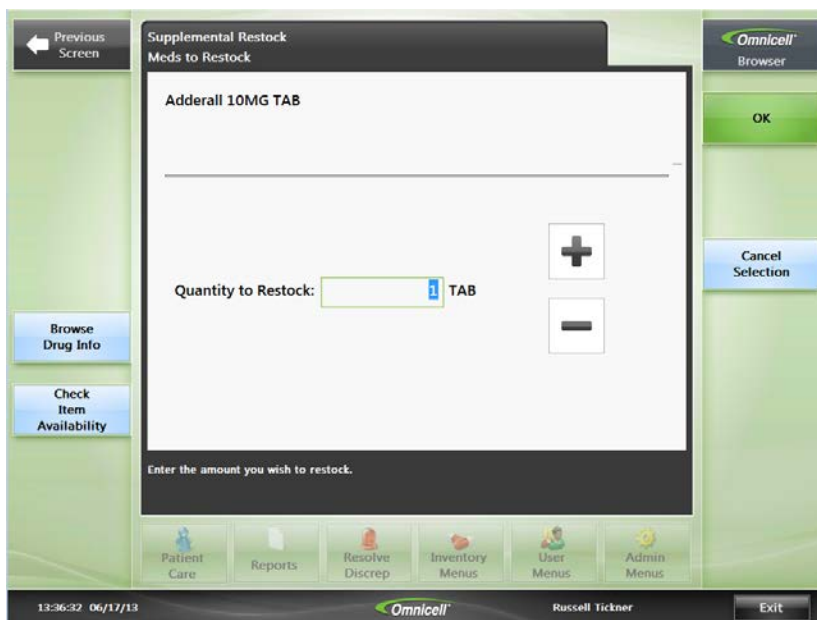 Previous
Screen
Supplemental Restock
Meds to Restock
Omnicell
Browser
Adderall 10MG TAB
OK
Quantity to Restock: 1 TAB
Cancel
Selection
Browse
Drug Info
Check
Item
Availability
Enter the amount you wish to restock.
Patient
Care
Reports
Resolve
Discrep
Inventory
Menus
User
Menus
Admin
Menus
13:36:32 06/17/13
Omnicell
Russell Tickner
Exit